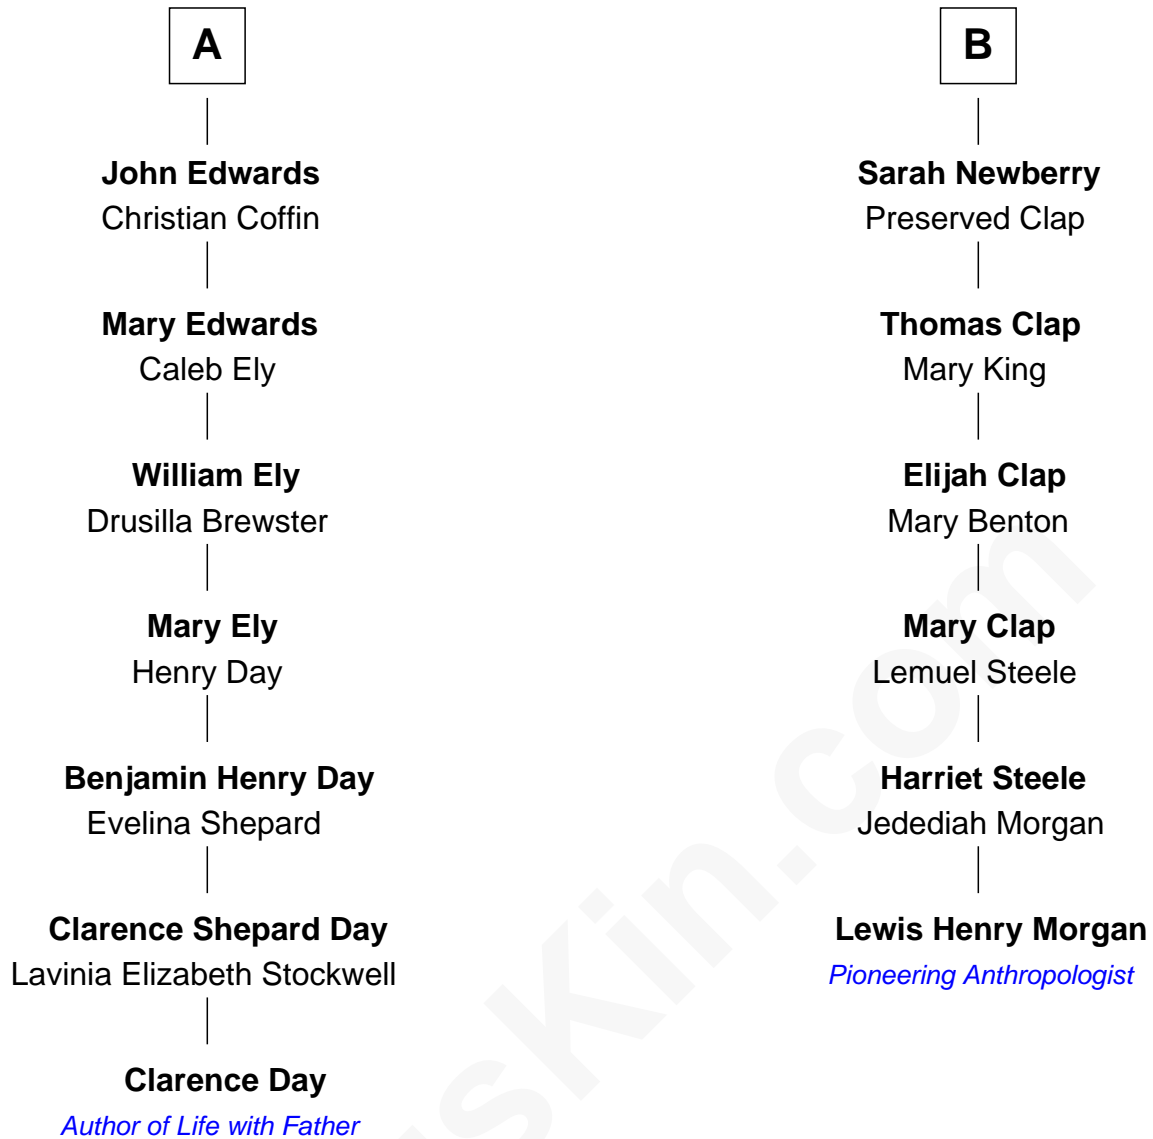 A
John Edwards
Christian Coffin
Mary Edwards
Caleb Ely
William Ely
Drusilla Brewster
Mary Ely
Henry Day
Benjamin Henry Day
Evelina Shepard
Clarence Shepard Day
Lavinia Elizabeth Stockwell
Clarence Day
Author of Life with Father
B
Sarah Newberry
Preserved Clap
Thomas Clap
Mary King
Elijah Clap
Mary Benton
Mary Clap
Lemuel Steele
Harriet Steele
Jedediah Morgan
Lewis Henry Morgan
Pioneering Anthropologist